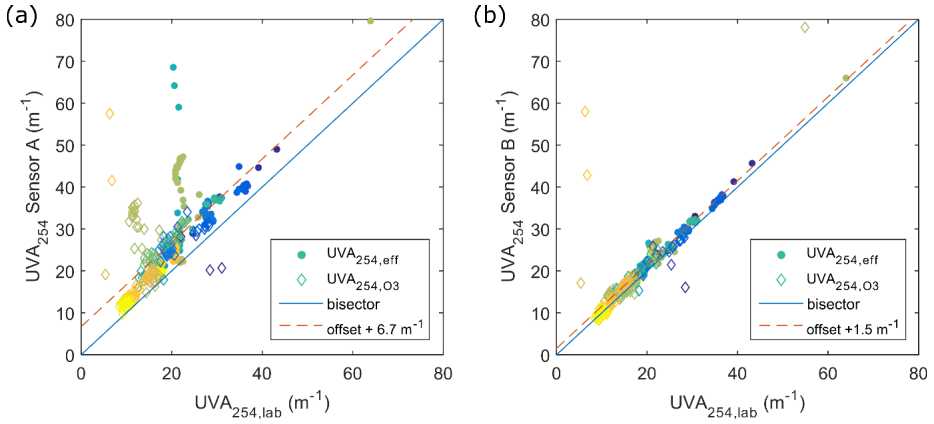 (a)
80
70
60
50
40
30
20
10
0
UVA254 Sensor A (m-1)
0 20 40 60 80
UVA254,lab (m-1)
UVA254,eff
UVA254,O3
bisector
offset + 6.7 m-1
(b)
80
70
60
50
40
30
20
10
0
UVA254 Sensor B (m-1)
0 20 40 60 80
UVA254,lab (m-1)
UVA254,eff
UVA254,O3
bisector
offset +1.5 m-1